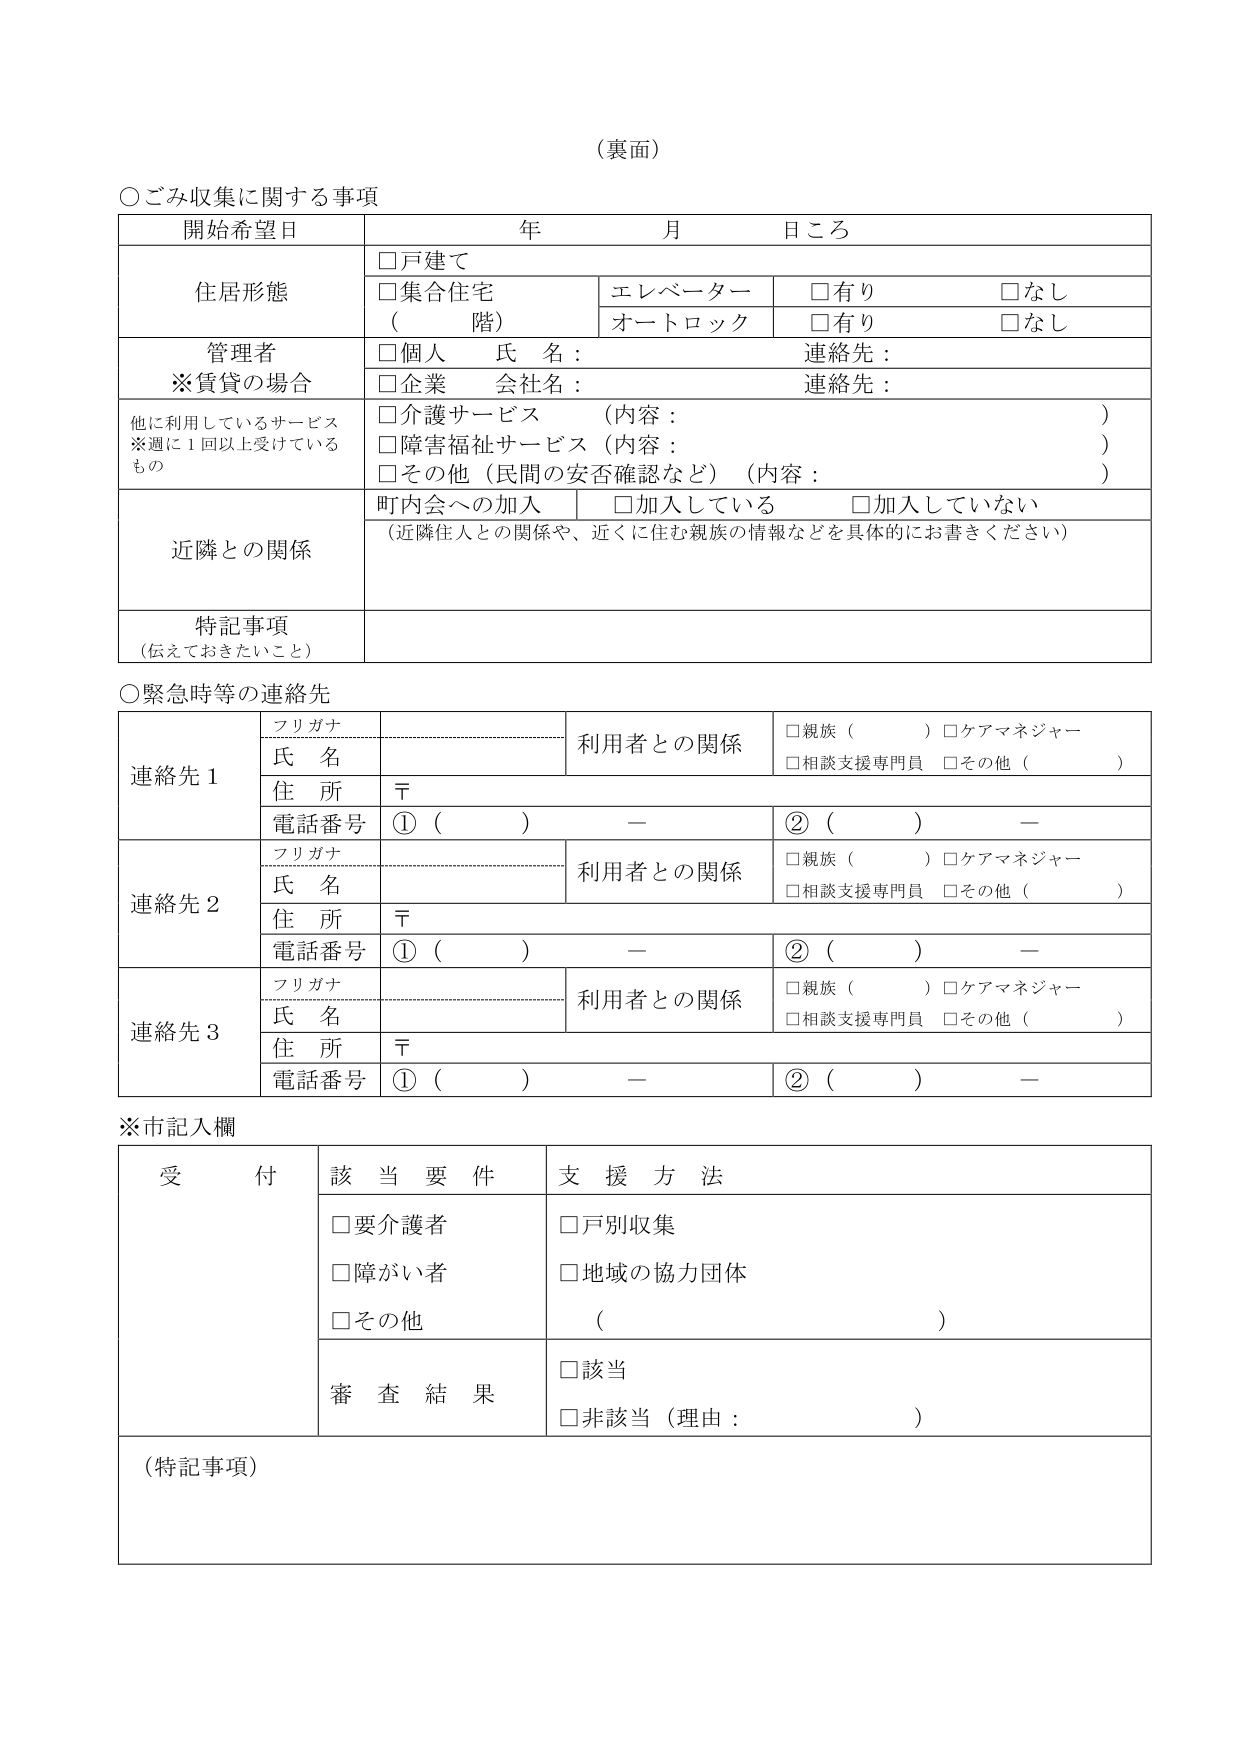 （裏面）
○ごみ収集に関する事項
開始希望日　年　月　日ころ
住居形態　□戸建て
□集合住宅　エレベーター　□有り　□なし
（　　階）　オートロック　□有り　□なし
管理者　□個人　氏　名：　連絡先：
※賃貸の場合　□企業　会社名：　連絡先：
他に利用しているサービス
※週に１回以上受けている
もの
□介護サービス　（内容：　　）
□障害福祉サービス（内容：　　）
□その他（民間の安否確認など）（内容：　　）
近隣との関係　町内会への加入　□加入している　□加入していない
（近隣住人との関係や、近くに住む親族の情報などを具体的にお書きください）
特記事項
（伝えておきたいこと）
○緊急時等の連絡先
連絡先１
フリガナ
氏　名
利用者との関係
□親族（　　）□ケアマネジャー
□相談支援専門員　□その他（　　）
住　所　〒
電話番号　①（　　）　－　②（　　）　－
連絡先２
フリガナ
氏　名
利用者との関係
□親族（　　）□ケアマネジャー
□相談支援専門員　□その他（　　）
住　所　〒
電話番号　①（　　）　－　②（　　）　－
連絡先３
フリガナ
氏　名
利用者との関係
□親族（　　）□ケアマネジャー
□相談支援専門員　□その他（　　）
住　所　〒
電話番号　①（　　）　－　②（　　）　－
※市記入欄
受　付　該　当　要　件　支　援　方　法
□要介護者　□戸別収集
□障がい者　□地域の協力団体
□その他　（　　）
審　査　結　果
□該当
□非該当（理由：　　）
（特記事項）